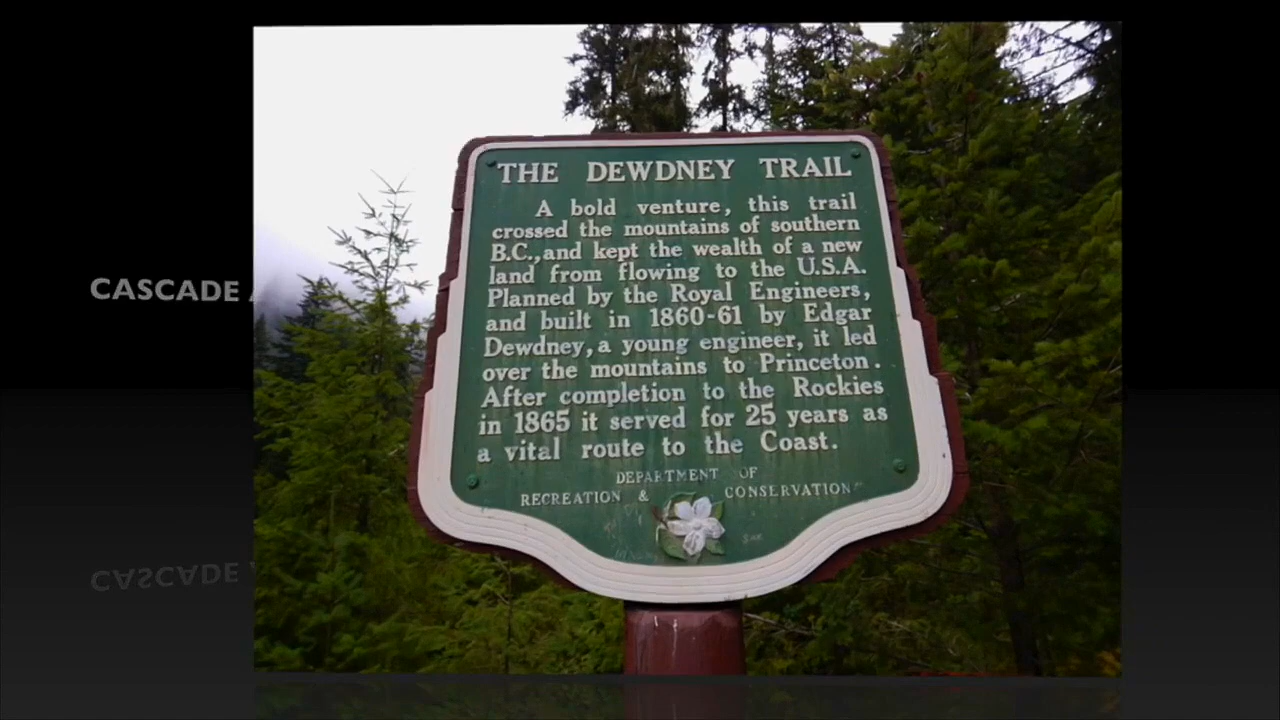 CASCADE
THE DEWDNEY TRAIL
A bold venture, this trail
crossed the mountains of southern
B.C., and kept the wealth of a new
land from flowing to the U.S.A.
Planned by the Royal Engineers,
and built in 1860-61 by Edgar
Dewdney, a young engineer, it led
over the mountains to Princeton.
After completion to the Rockies
in 1865 it served for 25 years as
a vital route to the Coast.
DEPARTMENT OF
RECREATION & CONSERVATION